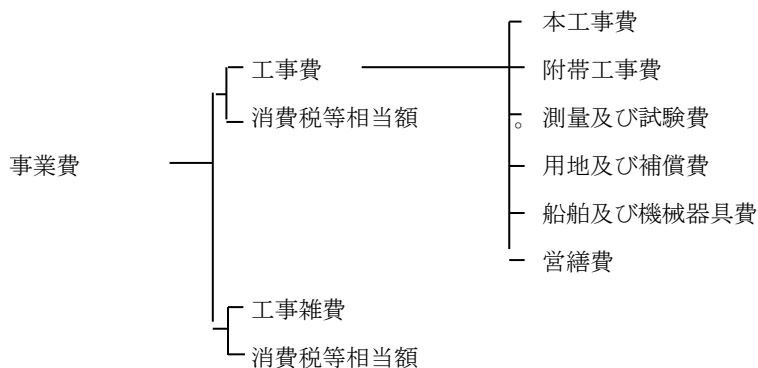 本工事費
工事費
附帯工事費
消費税等相当額
。
測量及び試験費
事業費
用地及び補償費
船舶及び機械器具費
営繕費
工事雑費
消費税等相当額